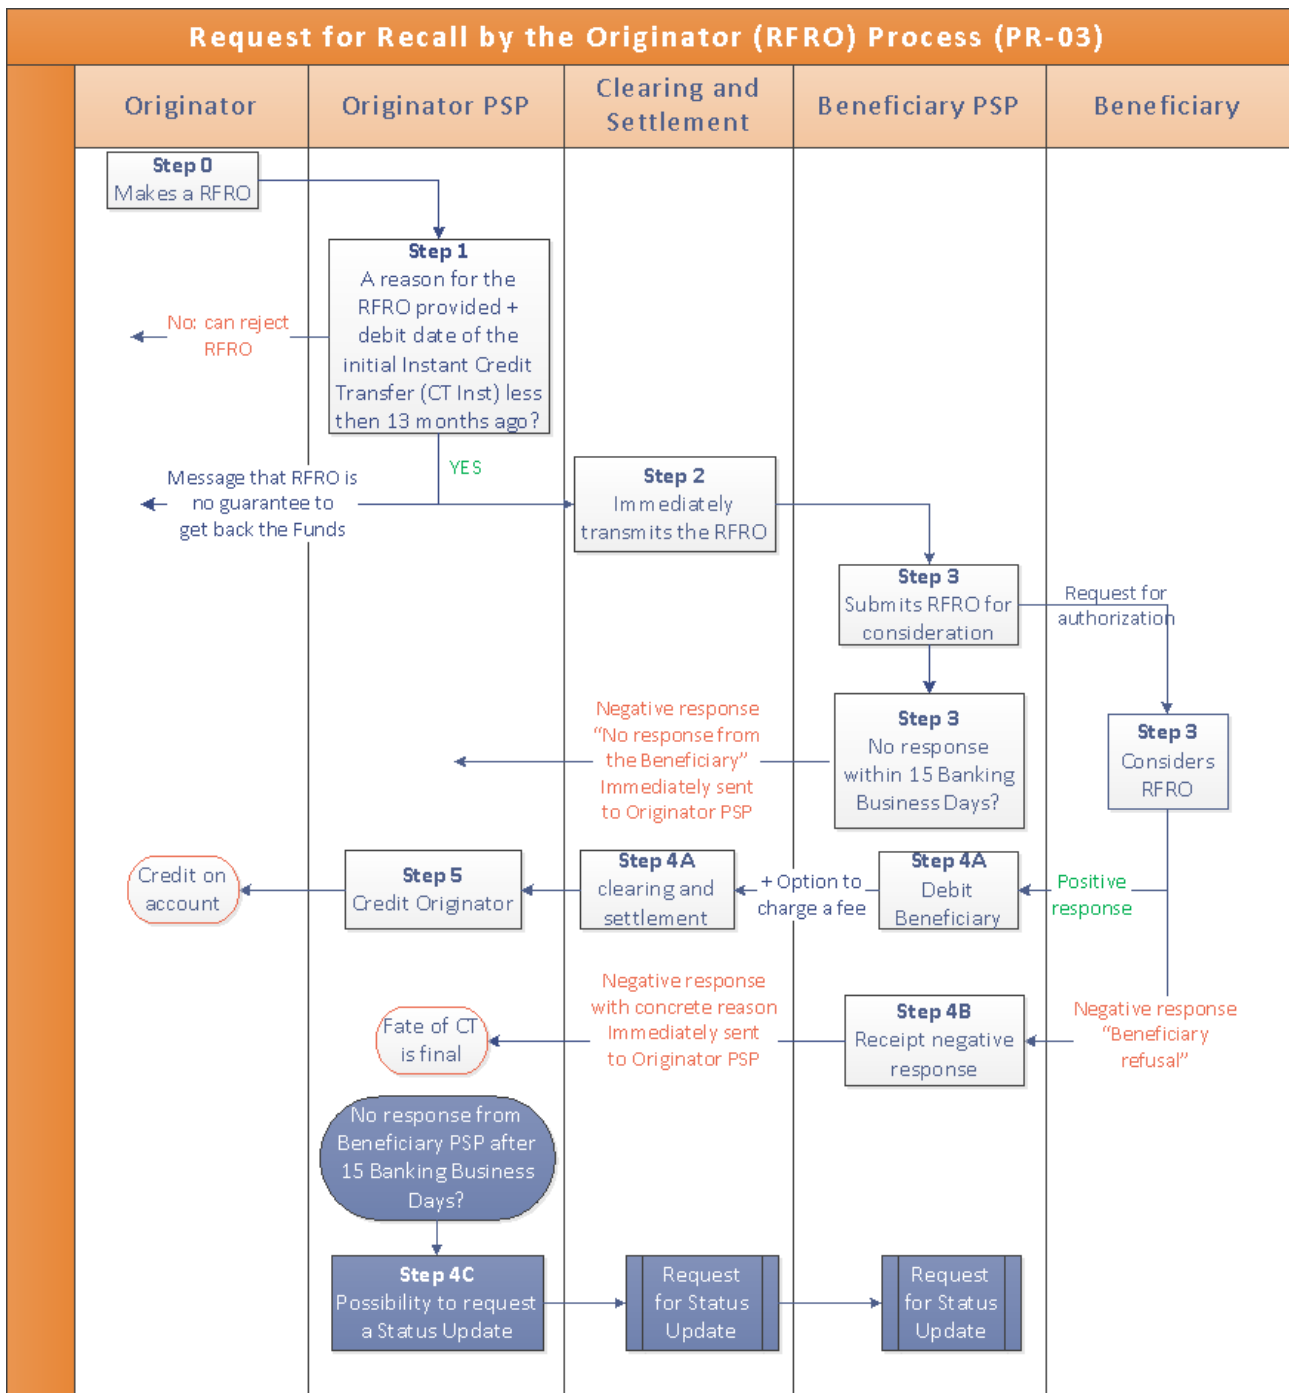 Request for Recall by the Originator (RFRO) Process (PR-03)
Originator
Originator PSP
Clearing and
Settlement
Beneficiary PSP
Beneficiary
Step 0
Makes a RFRO
Step 1
A reason for the
RFRO provided +
debit date of the
initial Instant Credit
Transfer (CT Inst) less
then 13 months ago?
No: can reject
RFRO
YES
Message that RFRO is
no guarantee to
get back the Funds
Step 2
Immediately
transmits the RFRO
Step 3
Submits RFRO for
consideration
Request for
authorization
Step 3
No response
within 15 Banking
Business Days?
Negative response
“No response from
the Beneficiary”
Immediately sent
to Originator PSP
Step 3
Considers
RFRO
Credit on
account
Step 5
Credit Originator
Step 4A
clearing and
settlement
+ Option to
charge a fee
Step 4A
Debit
Beneficiary
Positive
response
Negative response
with concrete reason
Immediately sent
to Originator PSP
Fate of CT
is final
Step 4B
Receipt negative
response
Negative response
“Beneficiary
refusal”
No response from
Beneficiary PSP after
15 Banking Business
Days?
Step 4C
Possibility to request
a Status Update
Request
for Status
Update
Request
for Status
Update